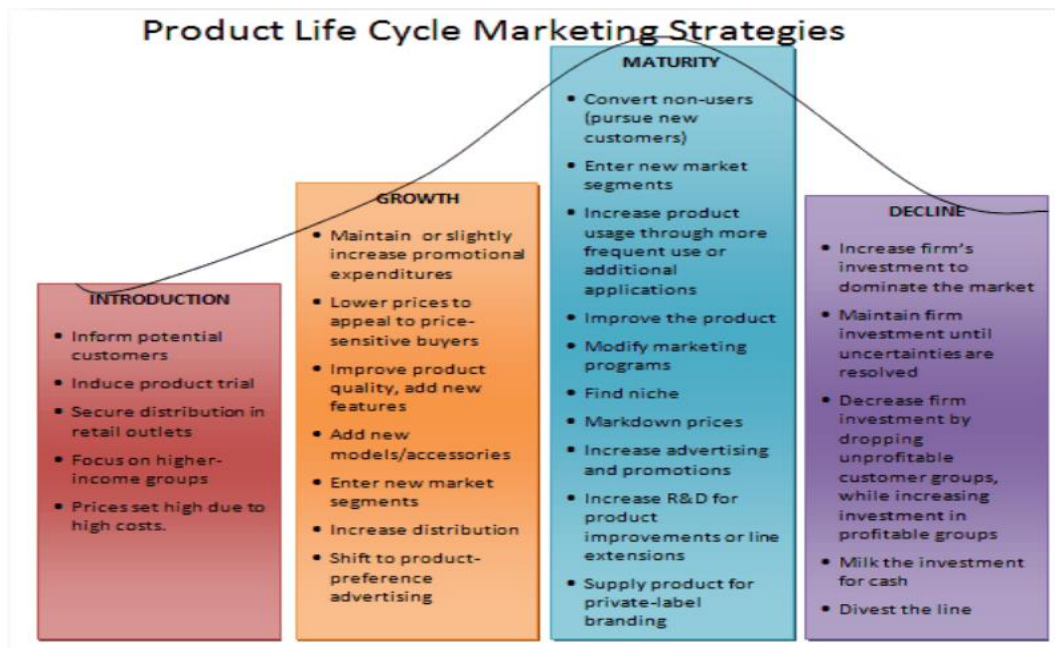 Product Life Cycle Marketing Strategies
INTRODUCTION
• Inform potential
customers
• Induce product trial
• Secure distribution in
retail outlets
• Focus on higher-
income groups
• Prices set high due to
high costs.
GROWTH
• Maintain or slightly
increase promotional
expenditures
• Lower prices to
appeal to price-
sensitive buyers
• Improve product
quality, add new
features
• Add new
models/accessories
• Enter new market
segments
• Increase distribution
• Shift to product-
preference
advertising
MATURITY
• Convert non-users
(pursue new
customers)
• Enter new market
segments
• Increase product
usage through more
frequent use or
additional
applications
• Improve the product
• Modify marketing
programs
• Find niche
• Markdown prices
• Increase advertising
and promotions
• Increase R&D for
product
improvements or line
extensions
• Supply product for
private-label
branding
DECLINE
• Increase firm's
investment to
dominate the market
• Maintain firm
investment until
uncertainties are
resolved
• Decrease firm
investment by
dropping
unprofitable
customer groups,
while increasing
investment in
profitable groups
• Milk the investment
for cash
• Divest the line